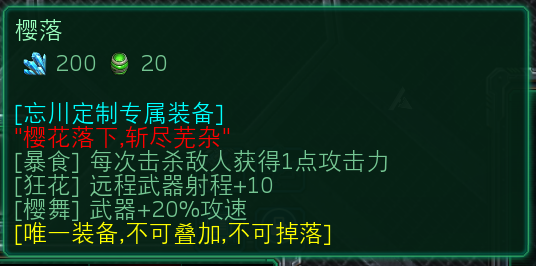 樱落
200 20
[忘川定制专属装备]
"樱花落下,斩尽芜杂"
[暴食] 每次击杀敌人获得1点攻击力
[狂花] 远程武器射程+10
[樱舞] 武器+20%攻速
[唯一装备,不可叠加,不可掉落]